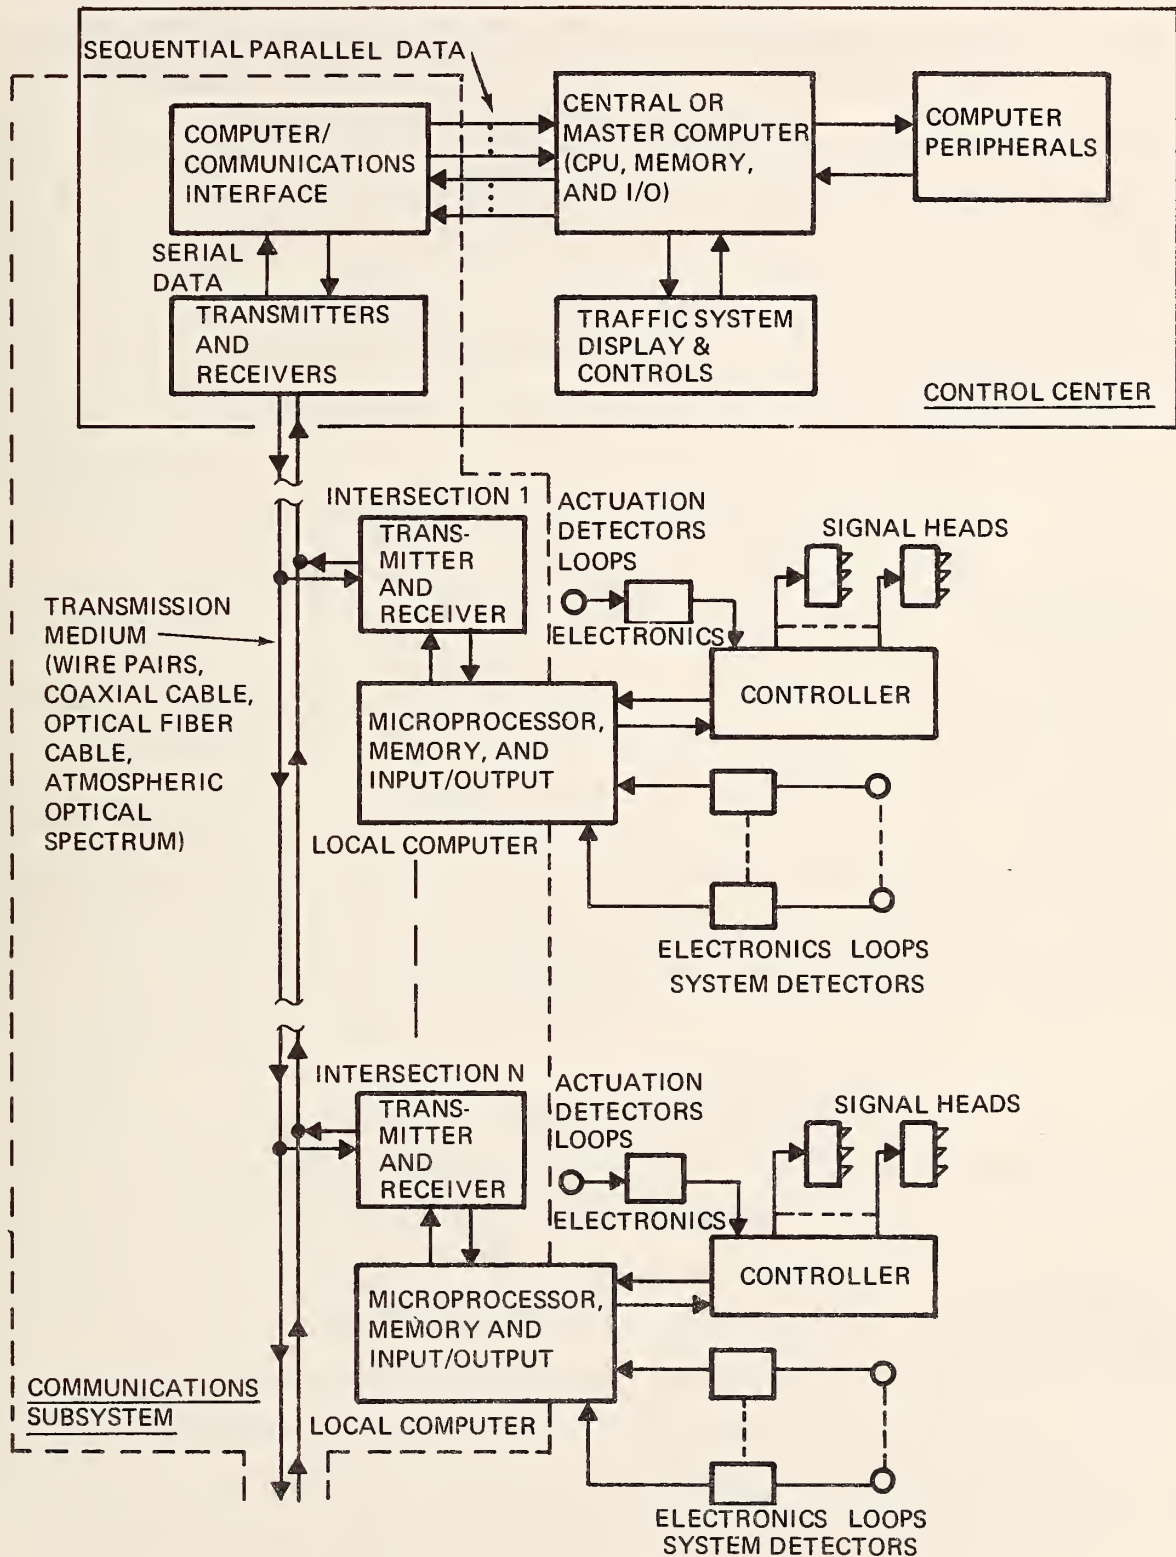 SEQUENTIAL PARALLEL DATA
COMPUTER/
COMMUNICATIONS
INTERFACE
CENTRAL OR
MASTER COMPUTER
(CPU, MEMORY,
AND I/O)
COMPUTER
PERIPHERALS
SERIAL
DATA
TRANSMITTERS
AND
RECEIVERS
TRAFFIC SYSTEM
DISPLAY &
CONTROLS
CONTROL CENTER
INTERSECTION 1
TRANS-
MITTER
AND
RECEIVER
ACTUATION
DETECTORS
LOOPS
ELECTRONICS
SIGNAL HEADS
TRANSMISSION
MEDIUM
(WIRE PAIRS,
COAXIAL CABLE,
OPTICAL FIBER
CABLE,
ATMOSPHERIC
OPTICAL
SPECTRUM)
CONTROLLER
MICROPROCESSOR,
MEMORY, AND
INPUT/OUTPUT
LOCAL COMPUTER
ELECTRONICS LOOPS
SYSTEM DETECTORS
INTERSECTION N
TRANS-
MITTER
AND
RECEIVER
ACTUATION
DETECTORS
LOOPS
ELECTRONICS
SIGNAL HEADS
CONTROLLER
MICROPROCESSOR,
MEMORY AND
INPUT/OUTPUT
COMMUNICATIONS
SUBSYSTEM
LOCAL COMPUTER
ELECTRONICS LOOPS
SYSTEM DETECTORS